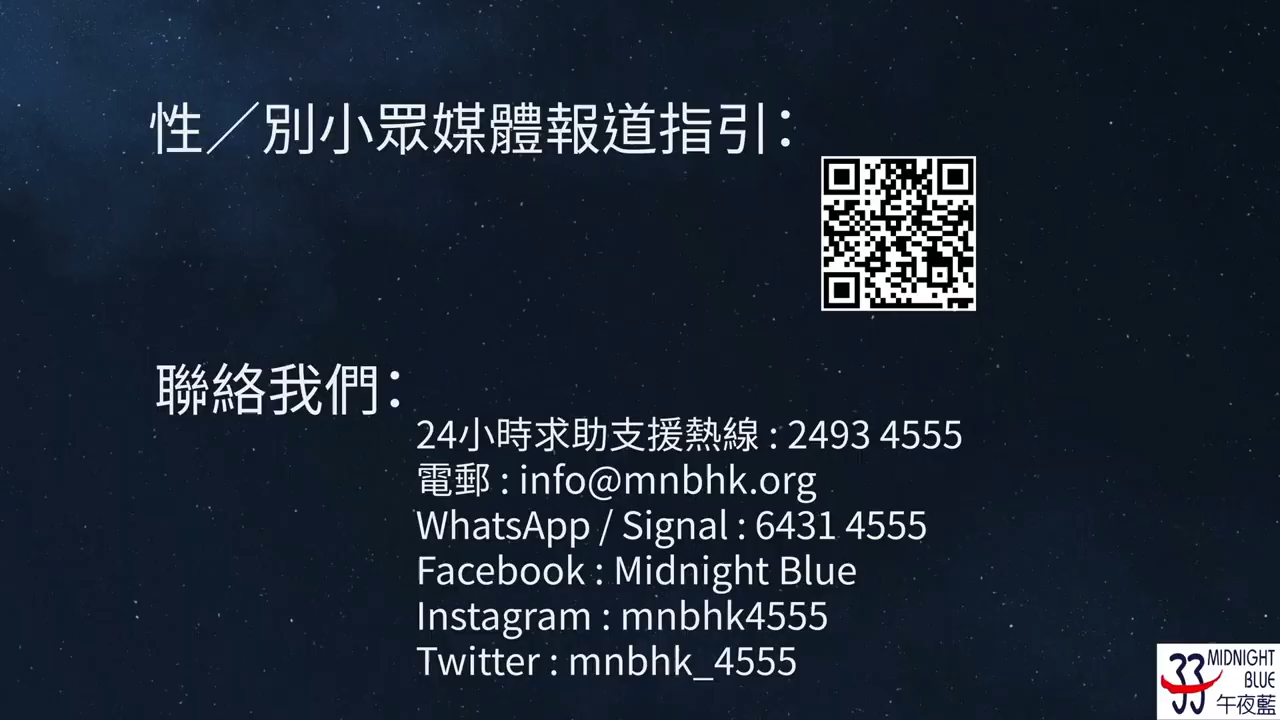 性／別小眾媒體報道指引：
聯絡我們：
24小時求助支援熱線 : 2493 4555
電郵 : info@mnbhk.org
WhatsApp / Signal : 6431 4555
Facebook : Midnight Blue
Instagram : mnbhk4555
Twitter : mnbhk_4555
MIDNIGHT
BLUE
午夜藍